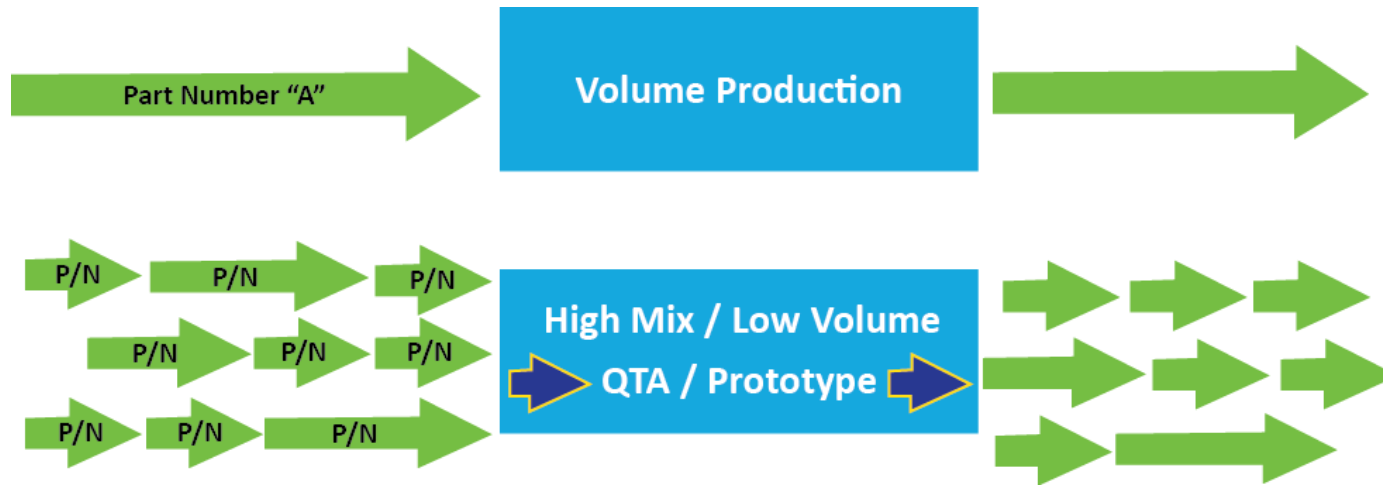 Part Number “A”
Volume Production
P/N P/N P/N
P/N P/N P/N
P/N P/N P/N
High Mix / Low Volume
QTA / Prototype